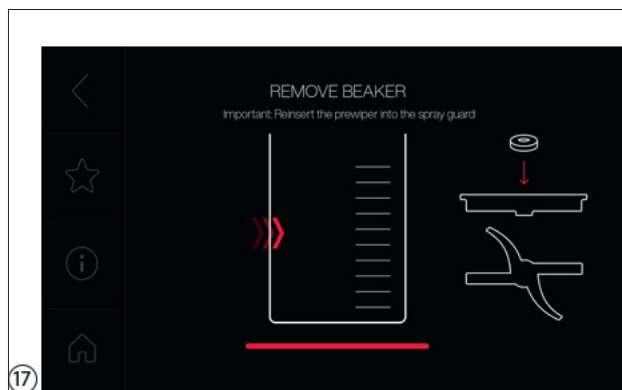 REMOVE BEAKER
Important: Reinsert the prewiper into the spray guard
17